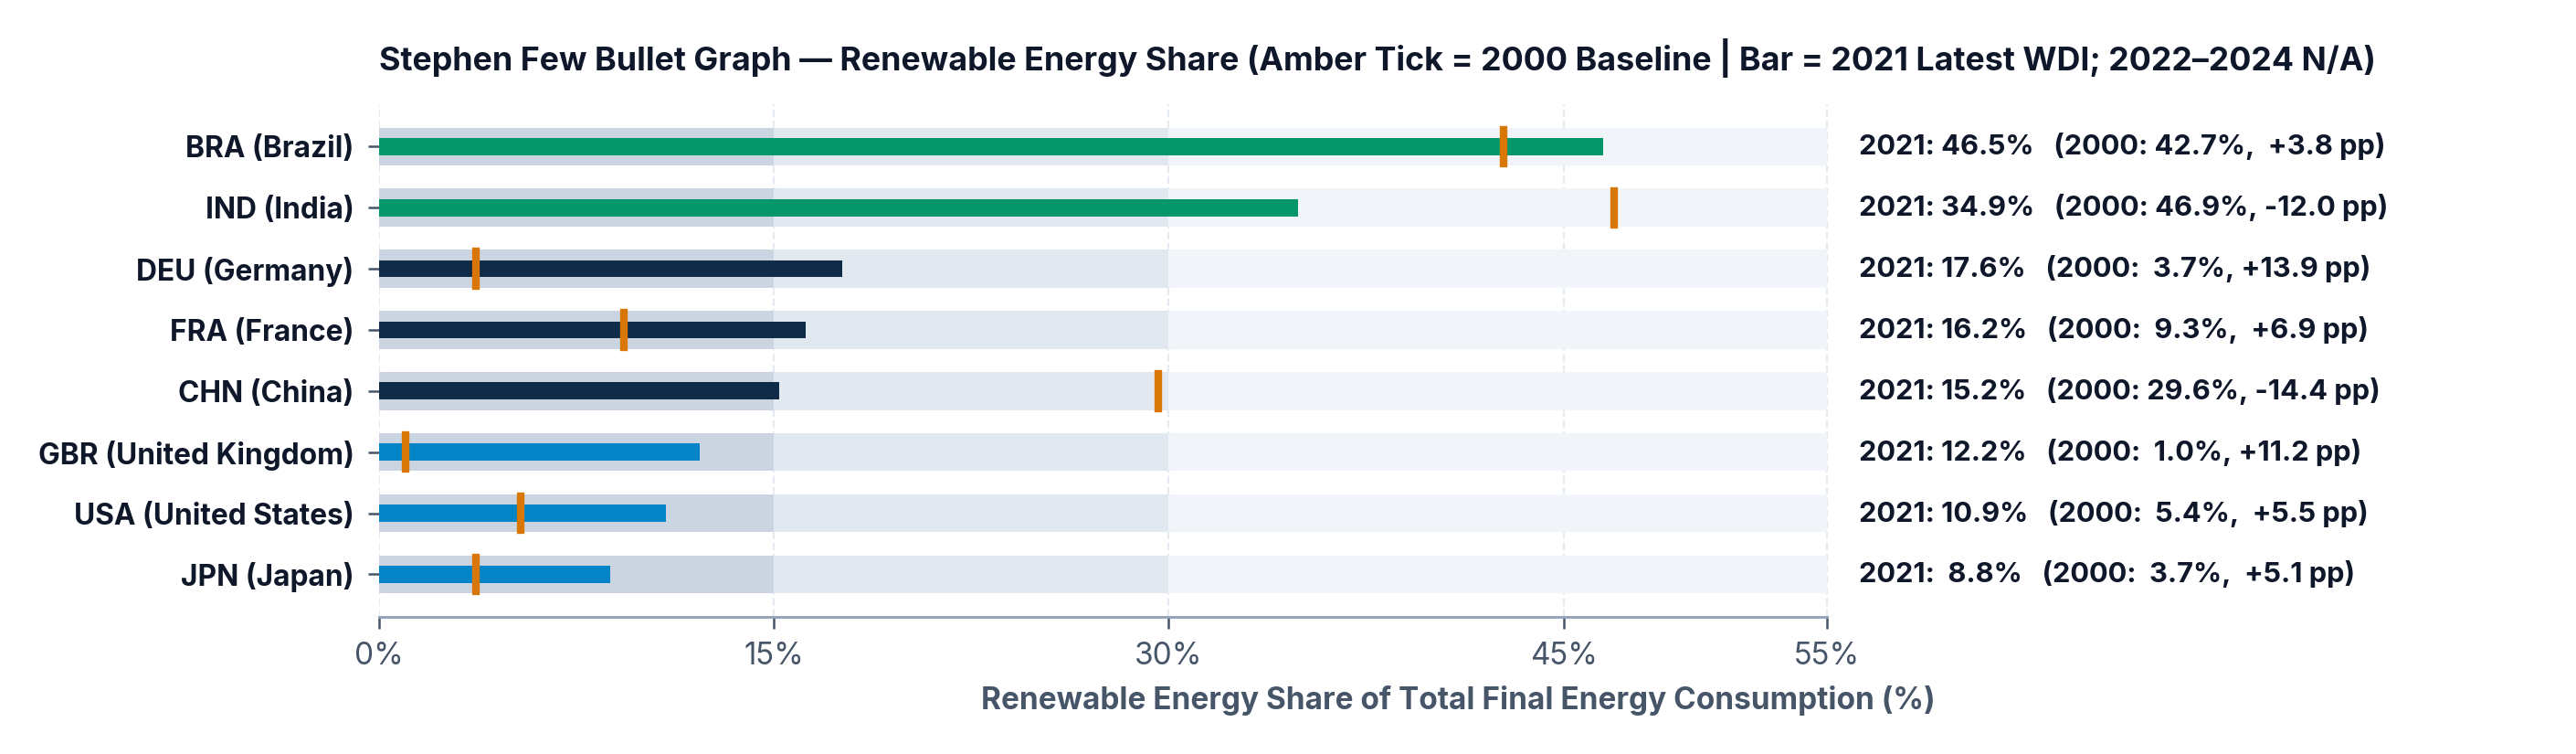 Stephen Few Bullet Graph — Renewable Energy Share (Amber Tick = 2000 Baseline | Bar = 2021 Latest WDI; 2022–2024 N/A)
BRA (Brazil) 2021: 46.5% (2000: 42.7%, +3.8 pp)
IND (India) 2021: 34.9% (2000: 46.9%, -12.0 pp)
DEU (Germany) 2021: 17.6% (2000: 3.7%, +13.9 pp)
FRA (France) 2021: 16.2% (2000: 9.3%, +6.9 pp)
CHN (China) 2021: 15.2% (2000: 29.6%, -14.4 pp)
GBR (United Kingdom) 2021: 12.2% (2000: 1.0%, +11.2 pp)
USA (United States) 2021: 10.9% (2000: 5.4%, +5.5 pp)
JPN (Japan) 2021: 8.8% (2000: 3.7%, +5.1 pp)
0% 15% 30% 45% 55%
Renewable Energy Share of Total Final Energy Consumption (%)